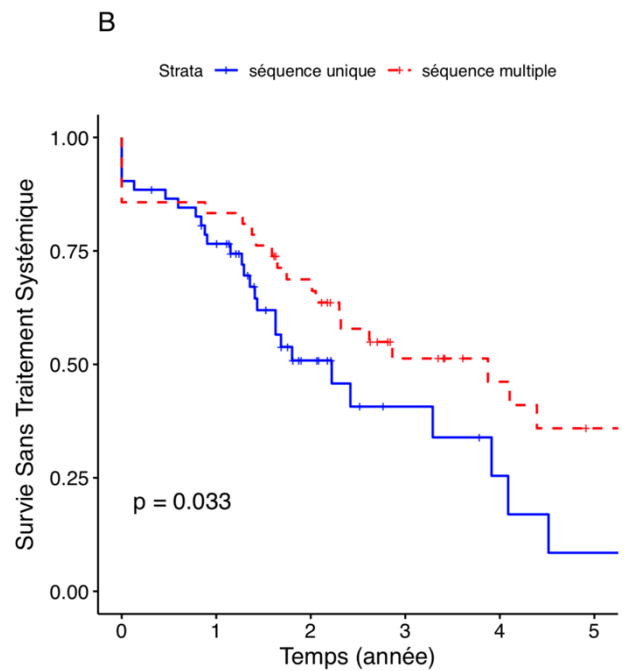 B
Strata séquence unique séquence multiple
1.00
0.75
0.50
0.25
0.00
Survie Sans Traitement Systémique
p = 0.033
0 1 2 3 4 5
Temps (année)